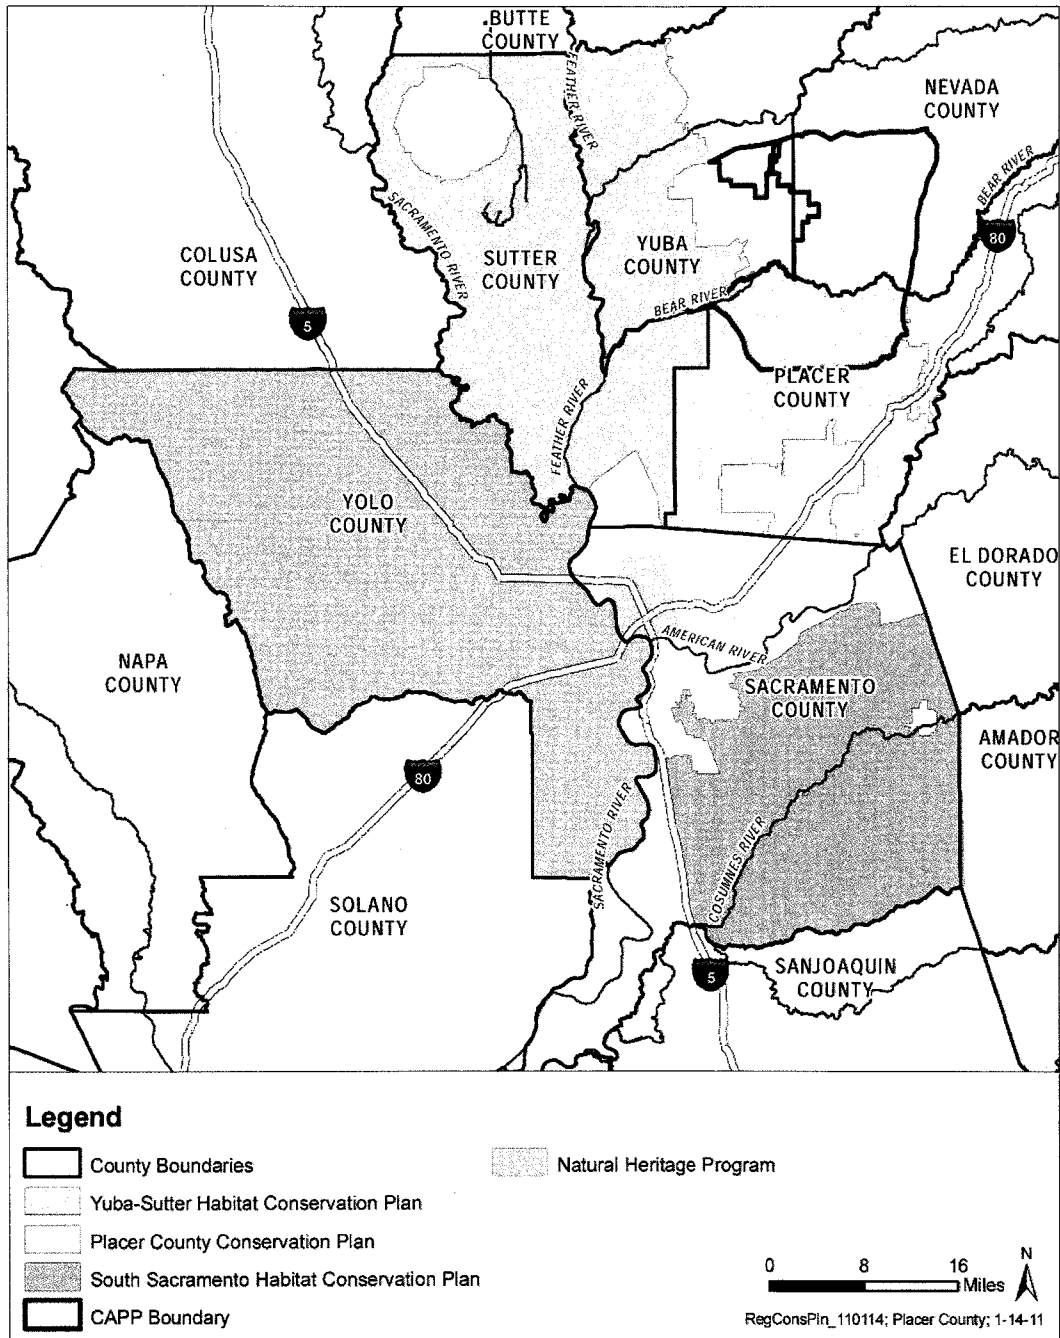 BUTTE
COUNTY
FEATHER RIVER
NEVADA
COUNTY
BEAR RIVER
80
SACRAMENTO RIVER
COLUSA
COUNTY
SUTTER
COUNTY
YUBA
COUNTY
BEAR RIVER
5
PLACER
COUNTY
FEATHER RIVER
YOLO
COUNTY
EL DORADO
COUNTY
AMERICAN RIVER
NAPA
COUNTY
SACRAMENTO
COUNTY
AMADOR
COUNTY
80
SACRAMENTO RIVER
COSUMNES RIVER
SOLANO
COUNTY
5
SANJOAQUIN
COUNTY
Legend
County Boundaries
Yuba-Sutter Habitat Conservation Plan
Placer County Conservation Plan
South Sacramento Habitat Conservation Plan
CAPP Boundary
Natural Heritage Program
0 8 16
Miles
N
RegConsPln_110114; Placer County; 1-14-11